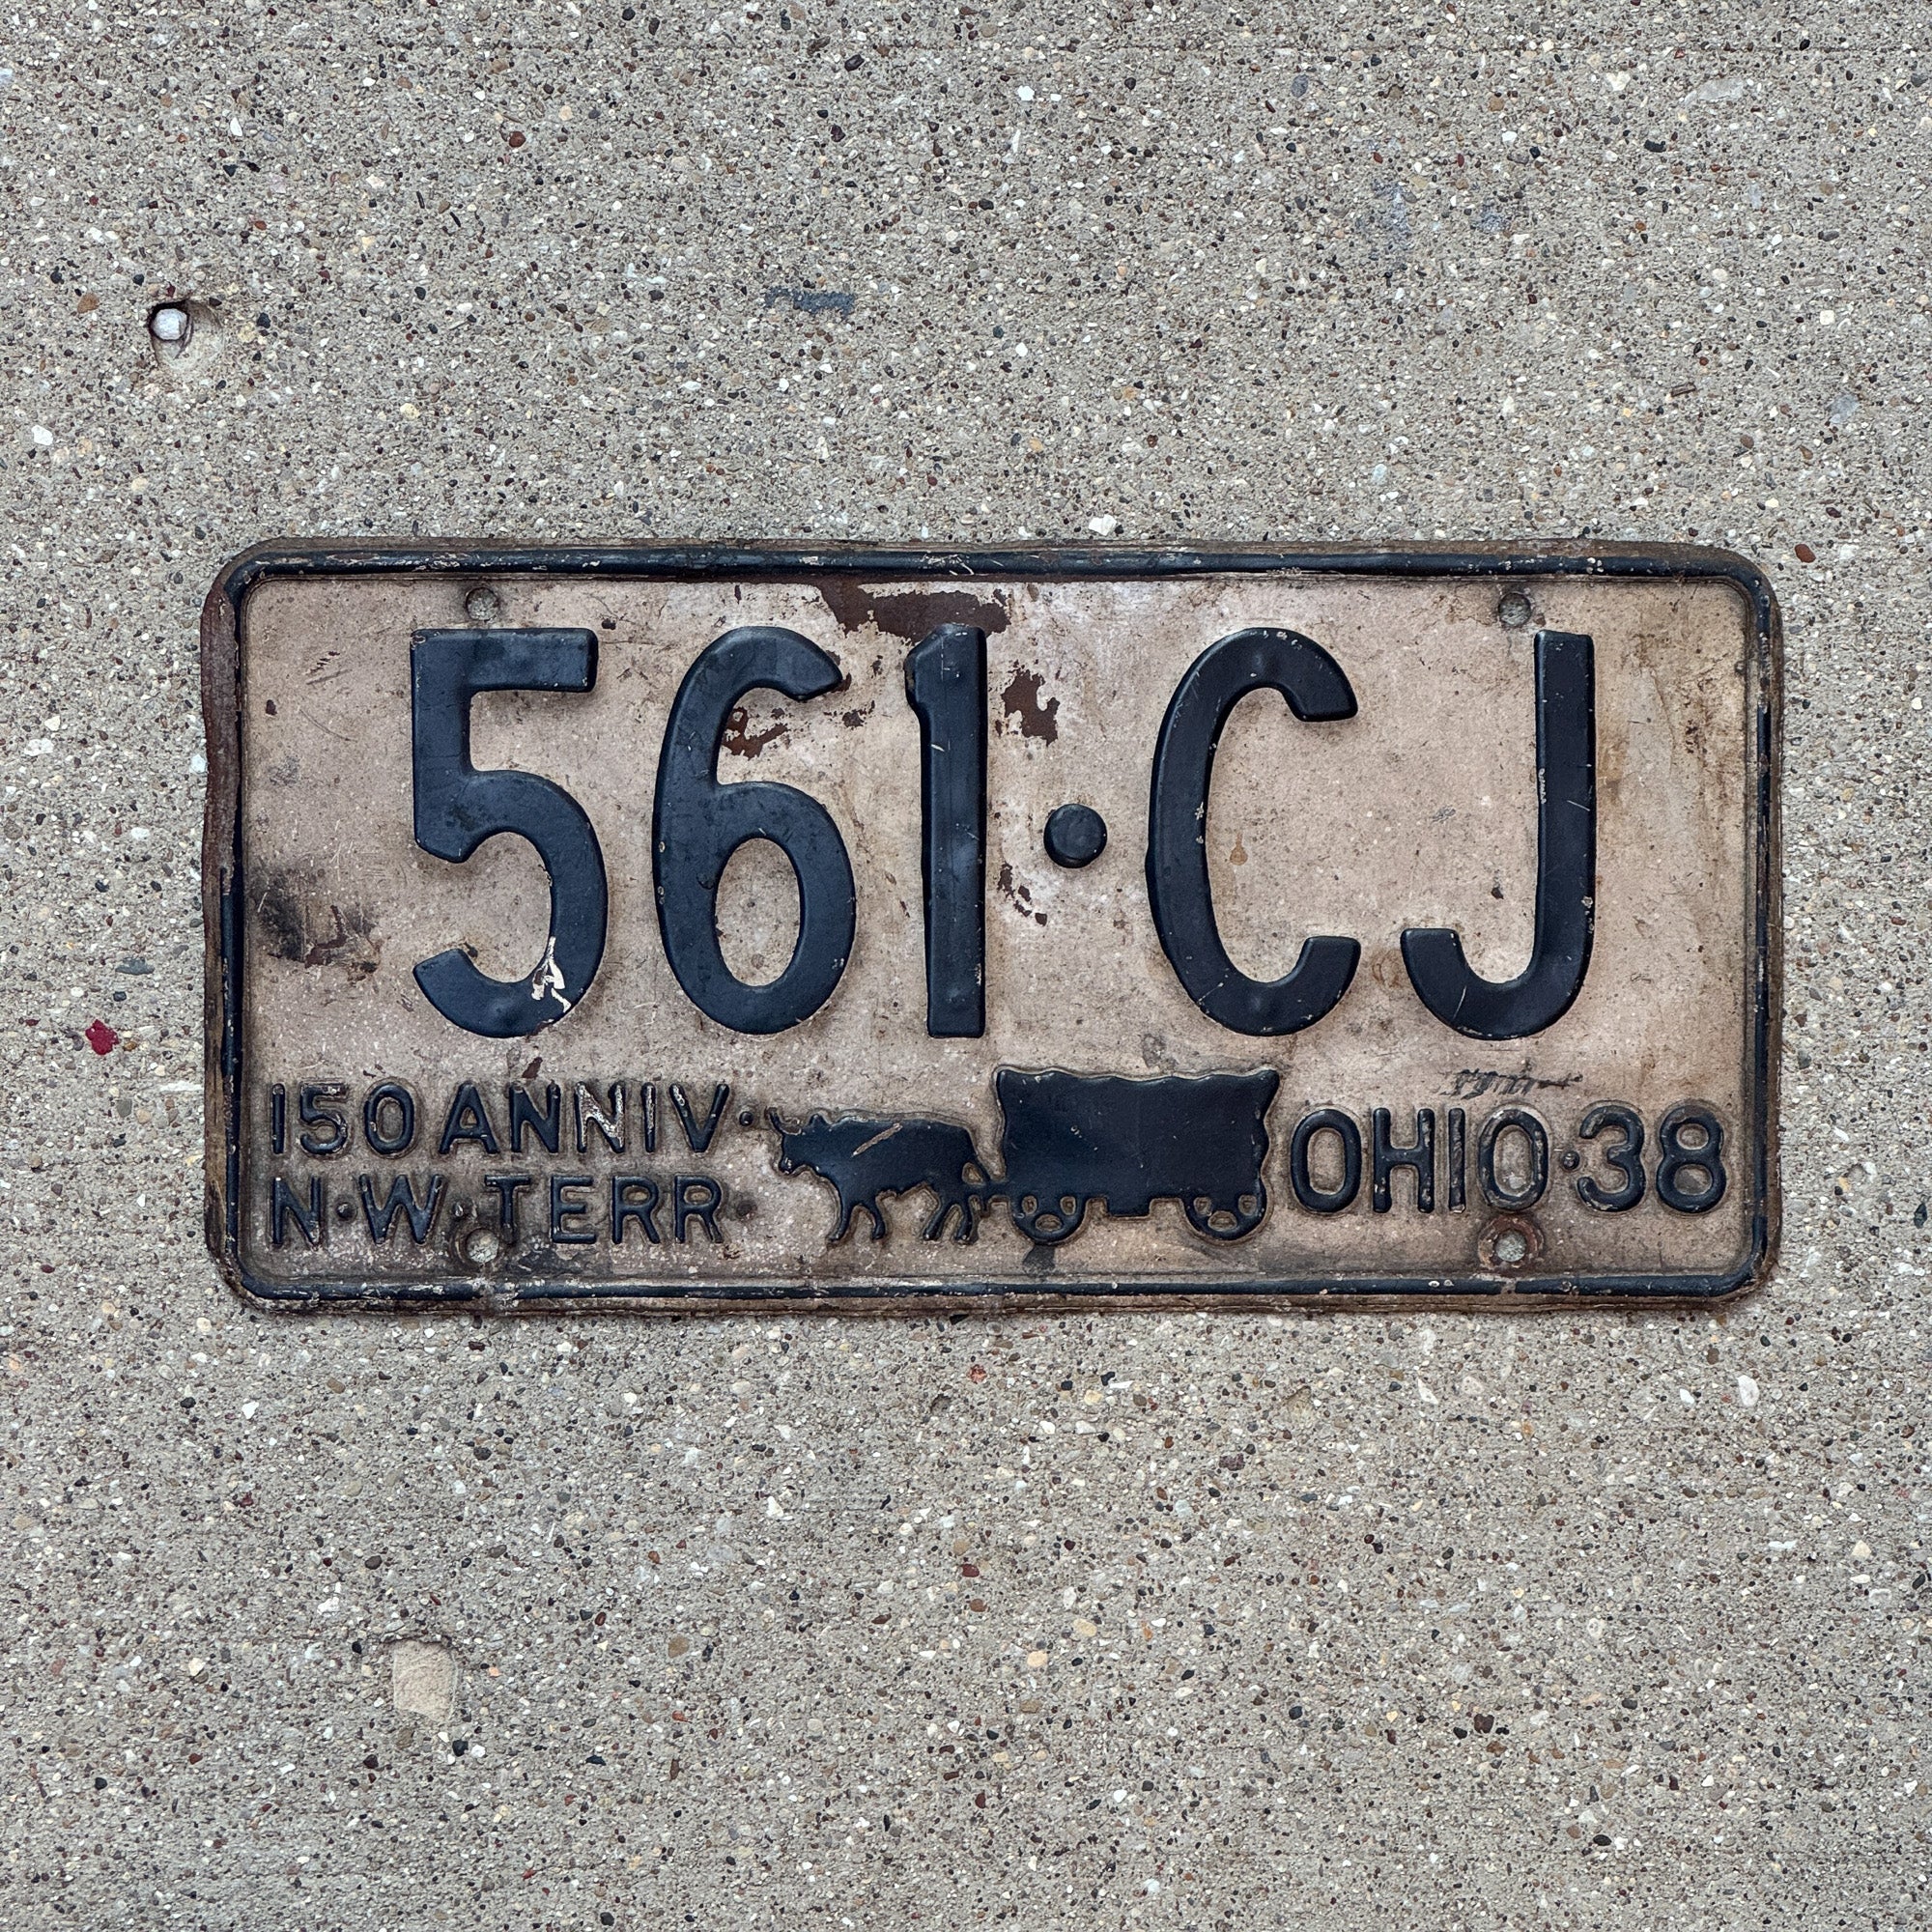 561·CJ
150 ANNIV·
N·W·TERR·
OHIO·38